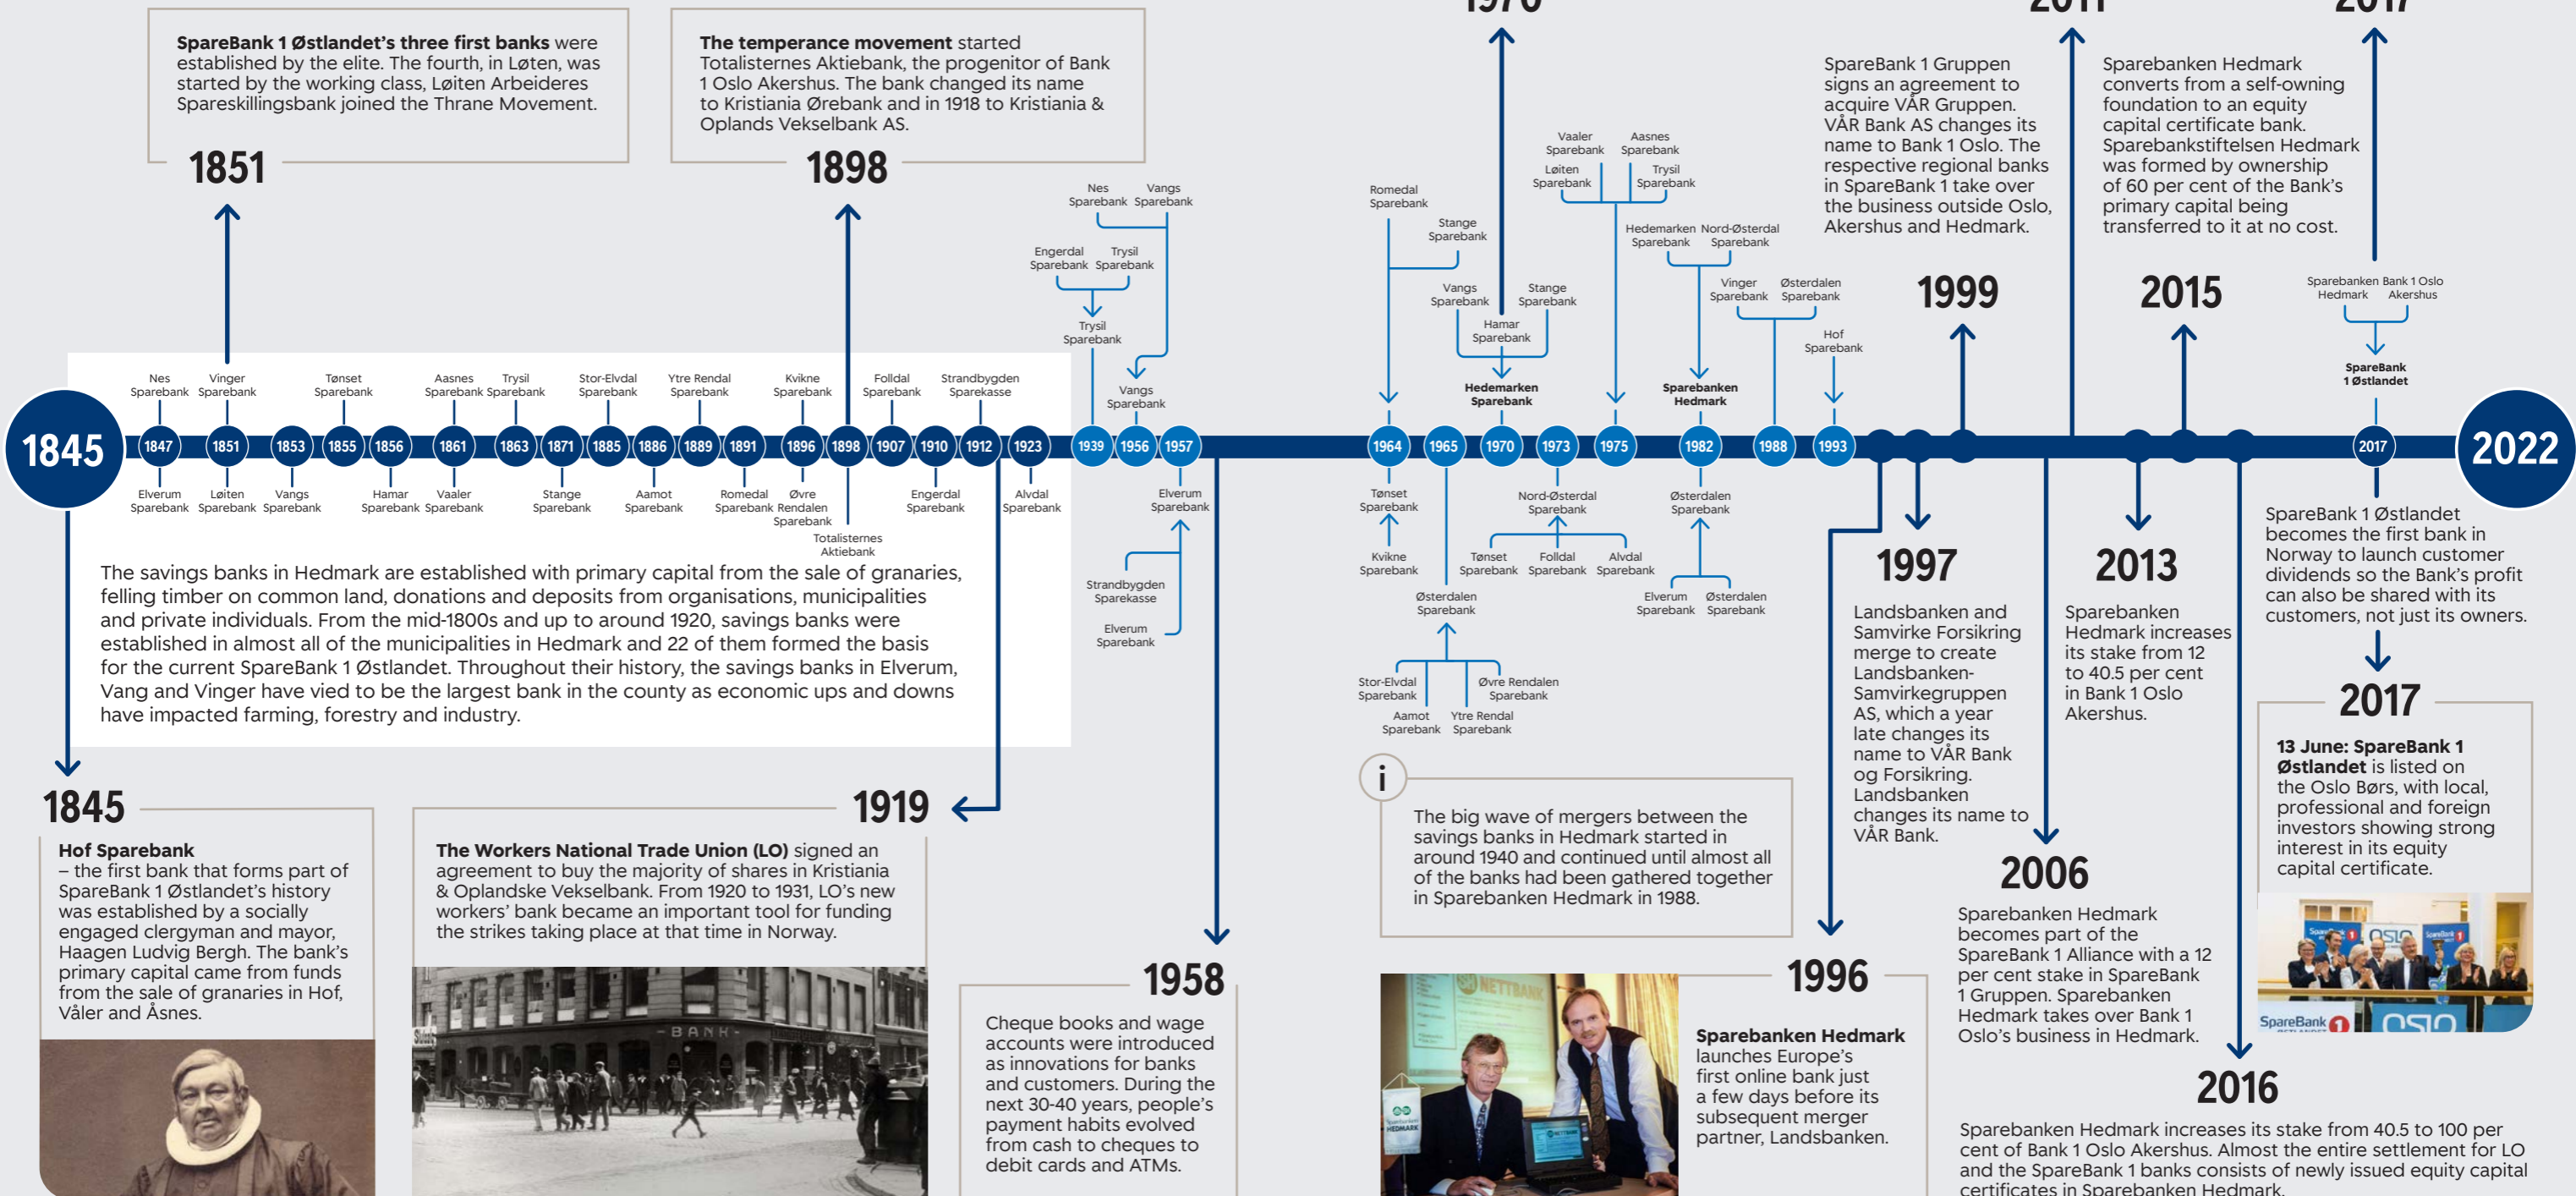 1970
2011
2017
SpareBank 1 Østlandet’s three first banks were
established by the elite. The fourth, in Løten, was
started by the working class, Løiten Arbeideres
Spareskillingsbank joined the Thrane Movement.
1851
The temperance movement started
Totalisternes Aktiebank, the progenitor of Bank
1 Oslo Akershus. The bank changed its name
to Kristiania Ørebank and in 1918 to Kristiania &
Oplands Vekselbank AS.
1898
SpareBank 1 Gruppen
signs an agreement to
acquire VÅR Gruppen.
VÅR Bank AS changes its
name to Bank 1 Oslo. The
respective regional banks
in SpareBank 1 take over
the business outside Oslo,
Akershus and Hedmark.
1999
Sparebanken Hedmark
converts from a self-owning
foundation to an equity
capital certificate bank.
Sparebankstiftelsen Hedmark
was formed by ownership
of 60 per cent of the Bank’s
primary capital being
transferred to it at no cost.
2015
Nes
Sparebank
Vangs
Sparebank
Engerdal
Sparebank
Trysil
Sparebank
Trysil
Sparebank
Vangs
Sparebank
Romedal
Sparebank
Stange
Sparebank
Vangs
Sparebank
Stange
Sparebank
Hamar
Sparebank
Hedemarken
Sparebank
Vaaler
Sparebank
Aasnes
Sparebank
Løiten
Sparebank
Trysil
Sparebank
Hedemarken
Sparebank
Nord-Østerdal
Sparebank
Sparebanken
Hedmark
Vinger
Sparebank
Østerdalen
Sparebank
Hof
Sparebank
Sparebanken
Hedmark
Bank 1 Oslo
Akershus
SpareBank
1 Østlandet
Nes
Sparebank
Vinger
Sparebank
Tønset
Sparebank
Aasnes
Sparebank
Trysil
Sparebank
Stor-Elvdal
Sparebank
Ytre Rendal
Sparebank
Kvikne
Sparebank
Folldal
Sparebank
Strandbygden
Sparekasse
1845
1847
1851
1853
1855
1856
1861
1863
1871
1885
1886
1889
1891
1896
1898
1907
1910
1912
1923
1939
1956
1957
1964
1965
1970
1973
1975
1982
1988
1993
2017
2022
Elverum
Sparebank
Løiten
Sparebank
Vangs
Sparebank
Hamar
Sparebank
Vaaler
Sparebank
Stange
Sparebank
Aamot
Sparebank
Romedal
Sparebank
Øvre
Rendalen
Sparebank
Totalisternes
Aktiebank
Engerdal
Sparebank
Alvdal
Sparebank
Elverum
Sparebank
Strandbygden
Sparekasse
Elverum
Sparebank
Tønset
Sparebank
Kvikne
Sparebank
Østerdalen
Sparebank
Stor-Elvdal
Sparebank
Øvre Rendalen
Sparebank
Aamot
Sparebank
Ytre Rendal
Sparebank
Nord-Østerdal
Sparebank
Tønset
Sparebank
Folldal
Sparebank
Alvdal
Sparebank
Østerdalen
Sparebank
Elverum
Sparebank
Østerdalen
Sparebank
The savings banks in Hedmark are established with primary capital from the sale of granaries,
felling timber on common land, donations and deposits from organisations, municipalities
and private individuals. From the mid-1800s and up to around 1920, savings banks were
established in almost all of the municipalities in Hedmark and 22 of them formed the basis
for the current SpareBank 1 Østlandet. Throughout their history, the savings banks in Elverum,
Vang and Vinger have vied to be the largest bank in the county as economic ups and downs
have impacted farming, forestry and industry.
1845
Hof Sparebank
– the first bank that forms part of
SpareBank 1 Østlandet’s history
was established by a socially
engaged clergyman and mayor,
Haagen Ludvig Bergh. The bank’s
primary capital came from funds
from the sale of granaries in Hof,
Våler and Åsnes.
1919
The Workers National Trade Union (LO) signed an
agreement to buy the majority of shares in Kristiania
& Oplandske Vekselbank. From 1920 to 1931, LO’s new
workers’ bank became an important tool for funding
the strikes taking place at that time in Norway.
-BANK-
1958
Cheque books and wage
accounts were introduced
as innovations for banks
and customers. During the
next 30-40 years, people’s
payment habits evolved
from cash to cheques to
debit cards and ATMs.
i
The big wave of mergers between the
savings banks in Hedmark started in
around 1940 and continued until almost all
of the banks had been gathered together
in Sparebanken Hedmark in 1988.
NETTBANK
HEDMARK
1996
Sparebanken Hedmark
launches Europe’s
first online bank just
a few days before its
subsequent merger
partner, Landsbanken.
1997
Landsbanken and
Samvirke Forsikring
merge to create
Landsbanken-
Samvirkegruppen
AS, which a year
late changes its
name to VÅR Bank
og Forsikring.
Landsbanken
changes its name to
VÅR Bank.
2006
Sparebanken Hedmark
becomes part of the
SpareBank 1 Alliance with a 12
per cent stake in SpareBank
1 Gruppen. Sparebanken
Hedmark takes over Bank 1
Oslo’s business in Hedmark.
2013
Sparebanken
Hedmark increases
its stake from 12
to 40.5 per cent
in Bank 1 Oslo
Akershus.
2016
Sparebanken Hedmark increases its stake from 40.5 to 100 per
cent of Bank 1 Oslo Akershus. Almost the entire settlement for LO
and the SpareBank 1 banks consists of newly issued equity capital
certificates in Sparebanken Hedmark.
SpareBank 1 Østlandet
becomes the first bank in
Norway to launch customer
dividends so the Bank’s profit
can also be shared with its
customers, not just its owners.
2017
13 June: SpareBank 1
Østlandet is listed on
the Oslo Børs, with local,
professional and foreign
investors showing strong
interest in its equity
capital certificate.
SpareBank 1
OSLO
SpareBank 1
OSLO